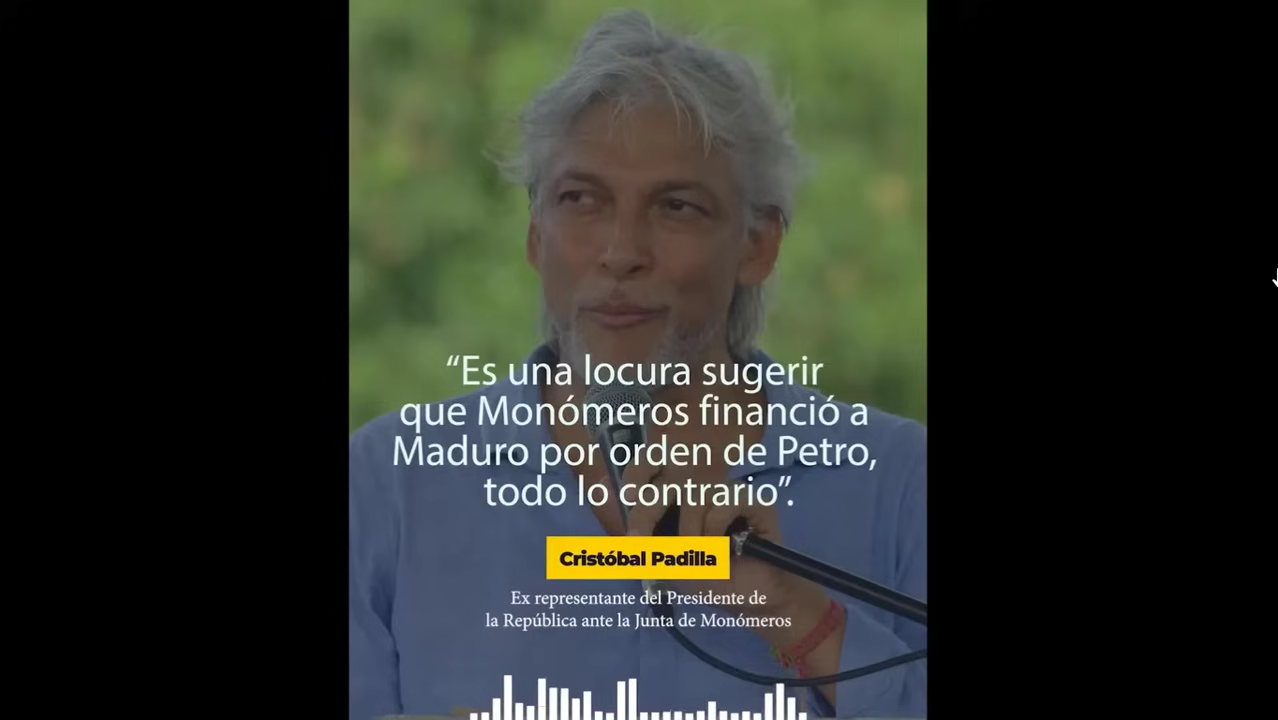 “Es una locura sugerir
que Monómeros financió a
Maduro por orden de Petro,
todo lo contrario”.
Cristóbal Padilla
Ex representante del Presidente de
la República ante la Junta de Monómeros